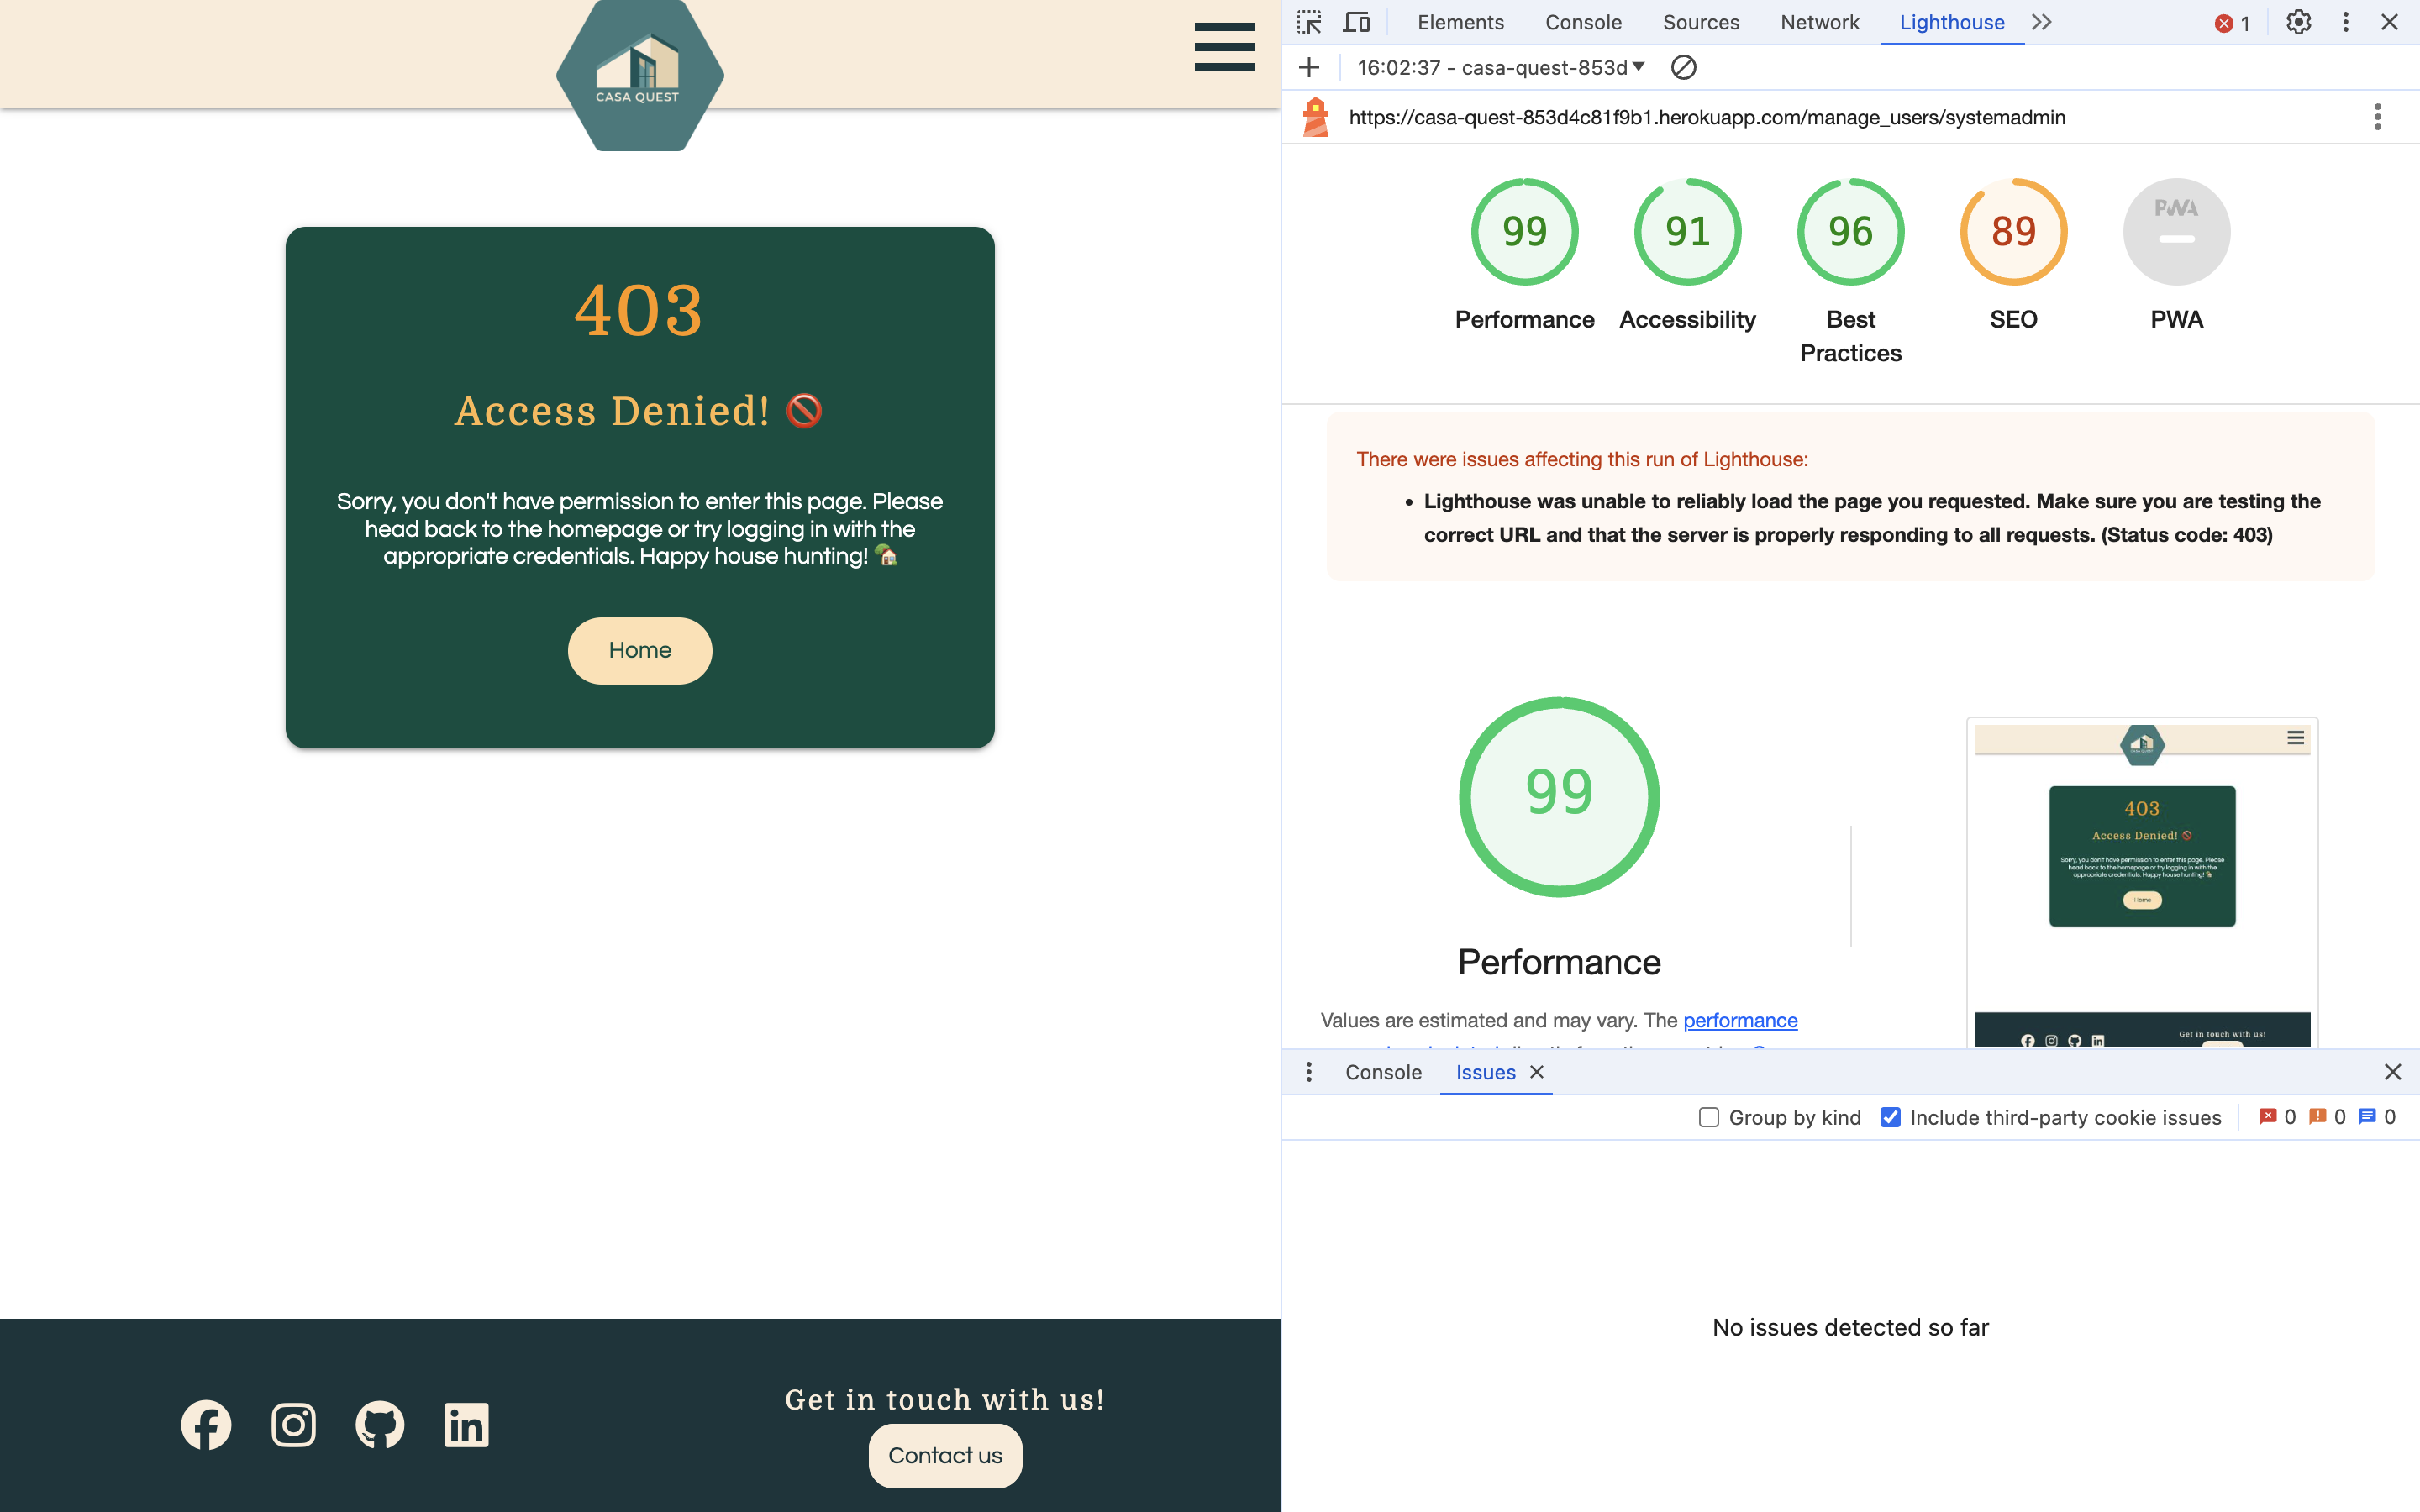 CASA QUEST
403
Access Denied! 🚫
Sorry, you don't have permission to enter this page. Please
head back to the homepage or try logging in with the
appropriate credentials. Happy house hunting! 🏡
Home
Get in touch with us!
Contact us
Elements Console Sources Network Lighthouse 1
16:02:37 - casa-quest-853d
https://casa-quest-853d4c81f9b1.herokuapp.com/manage_users/systemadmin
99 91 96 89 PWA
Performance Accessibility Best Practices SEO PWA
There were issues affecting this run of Lighthouse:
• Lighthouse was unable to reliably load the page you requested. Make sure you are testing the
correct URL and that the server is properly responding to all requests. (Status code: 403)
99
Performance
Values are estimated and may vary. The performance
403
Access Denied! 🚫
Sorry, you don't have permission to enter this page. Please
head back to the homepage or try logging in with the
appropriate credentials. Happy house hunting! 🏡
Home
Get in touch with us!
Console Issues
Group by kind Include third-party cookie issues 0 0 0
No issues detected so far